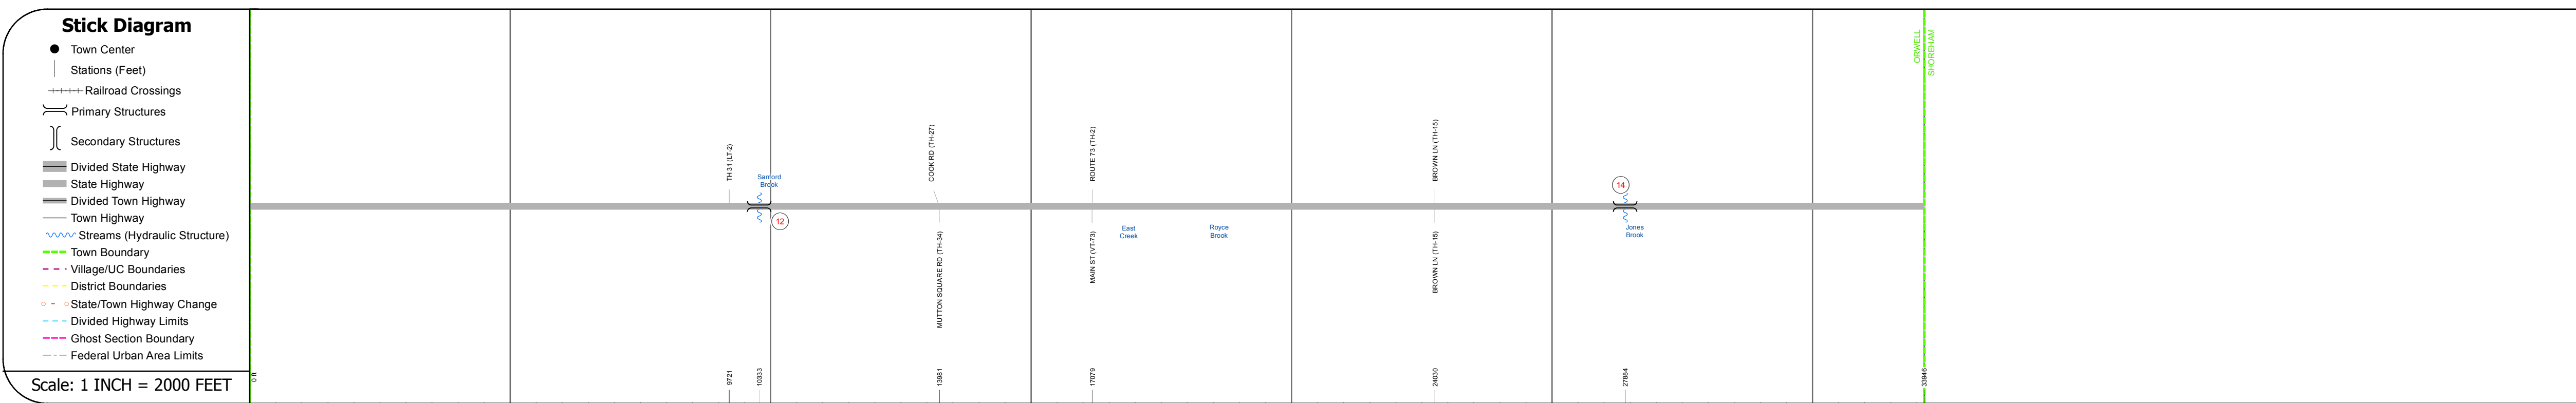 Stick Diagram
Town Center
Stations (Feet)
Railroad Crossings
Primary Structures
Secondary Structures
Divided State Highway
State Highway
Divided Town Highway
Town Highway
Streams (Hydraulic Structure)
Town Boundary
Village/UC Boundaries
District Boundaries
State/Town Highway Change
Divided Highway Limits
Ghost Section Boundary
Federal Urban Area Limits
Scale: 1 INCH = 2000 FEET
0 ft
TH 31 (LT-2)
9721
Sanford
Brook
12
10333
COOK RD (TH-27)
MUTTON SQUARE RD (TH-34)
13981
ROUTE 73 (TH-2)
MAIN ST (VT-73)
17079
East
Creek
Royce
Brook
BROWN LN (TH-15)
BROWN LN (TH-15)
24030
14
Jones
Brook
27884
ORWELL
SHOREHAM
33946